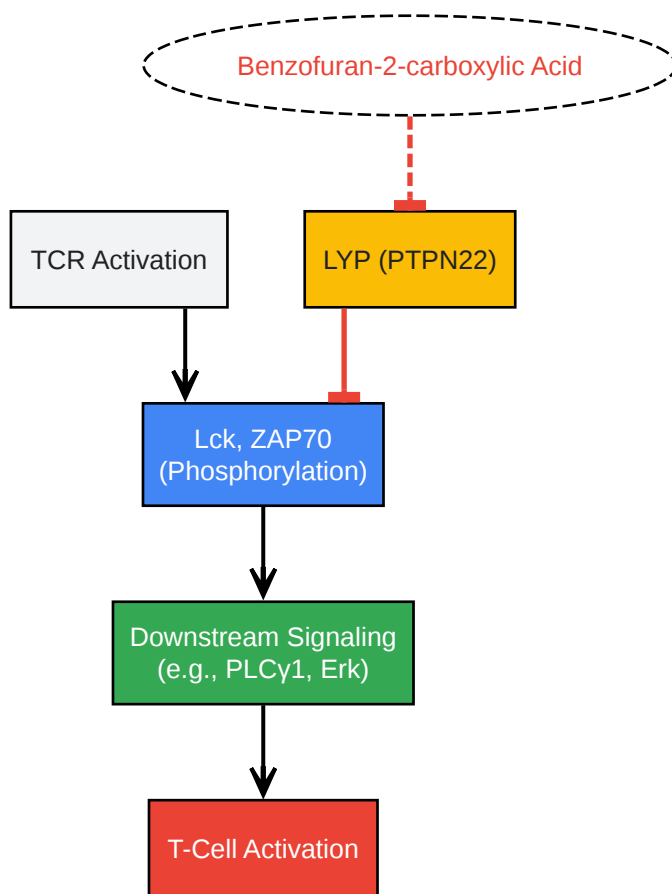 Benzofuran-2-carboxylic Acid
TCR Activation
LYP (PTPN22)
Lck, ZAP70
(Phosphorylation)
Downstream Signaling
(e.g., PLCγ1, Erk)
T-Cell Activation